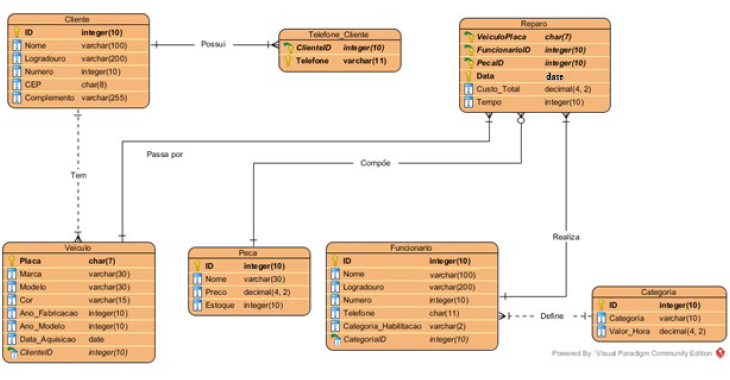 Cliente
ID integer(10)
Nome varchar(100)
Logradouro varchar(200)
Numero integer(10)
CEP char(8)
Complemento varchar(255)
Possui
Telefone_Cliente
ClienteID integer(10)
Telefone varchar(11)
Reparo
VeiculoPlaca char(7)
FuncionarioID integer(10)
PecaID integer(10)
Data date
Custo_Total decimal(4, 2)
Tempo integer(10)
Passa por
Compõe
Tem
Realiza
Veiculo
Placa char(7)
Marca varchar(30)
Modelo varchar(30)
Cor varchar(15)
Ano_Fabricacao integer(10)
Ano_Modelo integer(10)
Data_Aquisicao date
ClienteID integer(10)
Peca
ID integer(10)
Nome varchar(30)
Preco decimal(4, 2)
Estoque integer(10)
Funcionario
ID integer(10)
Nome varchar(100)
Logradouro varchar(200)
Numero integer(10)
Telefone char(11)
Categoria_Habilitacao varchar(2)
CategoriaID integer(10)
Define
Categoria
ID integer(10)
Categoria varchar(10)
Valor_Hora decimal(4, 2)
Powered By Visual Paradigm Community Edition